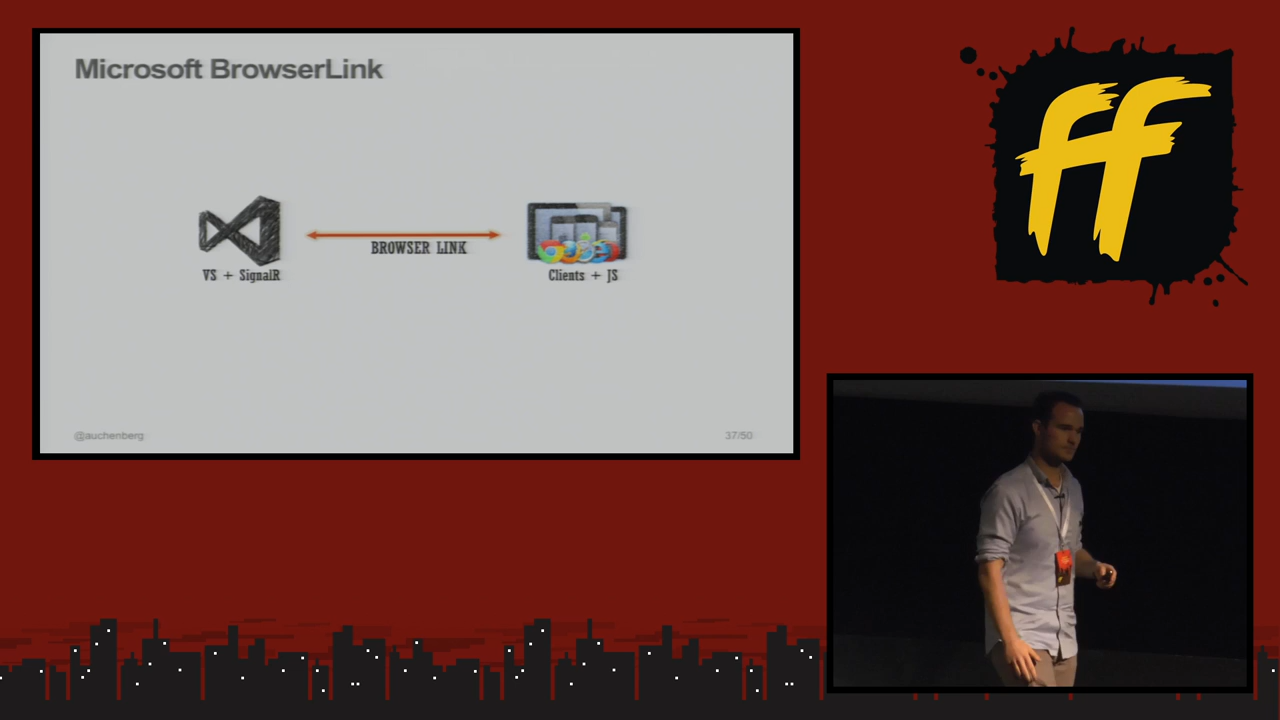 Microsoft BrowserLink
BROWSER LINK
VS + SignalR
Clients + JS
@auchenberg
37/50
ff